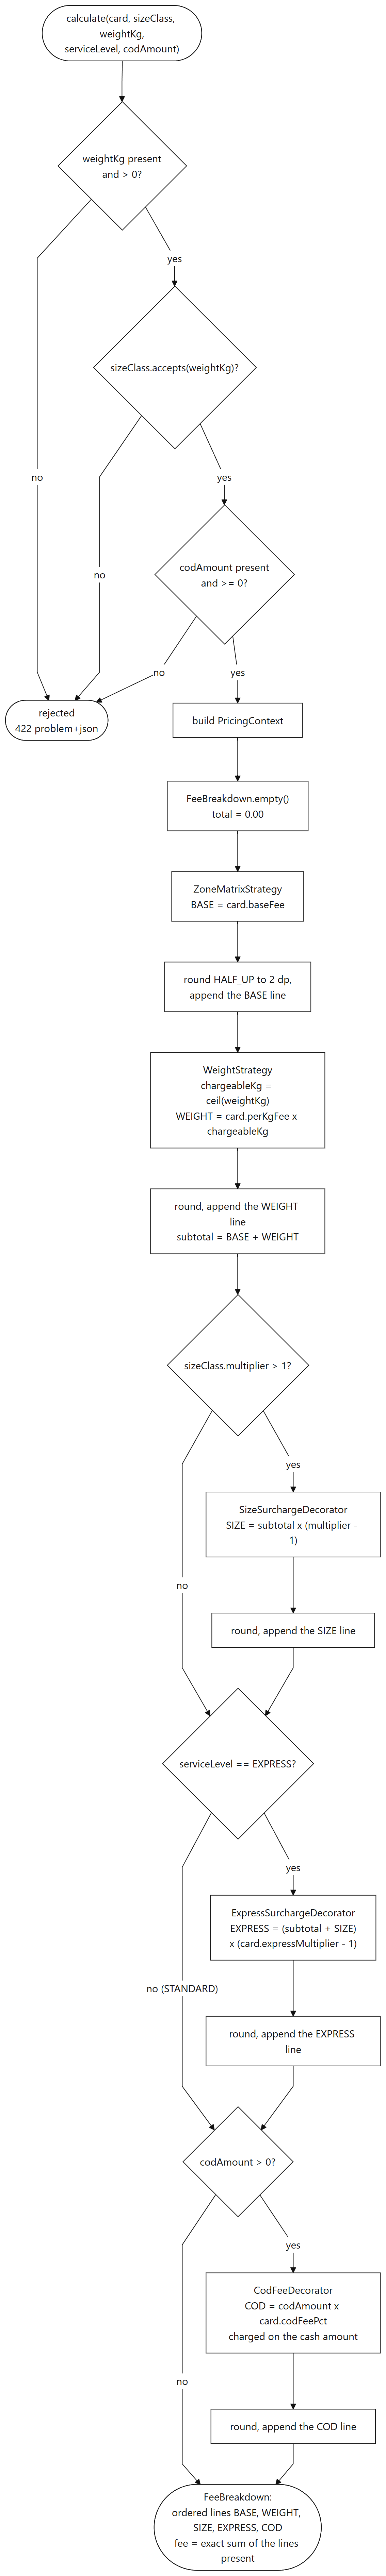 calculate(card, sizeClass,
weightKg,
serviceLevel, codAmount)
weightKg present
and > 0?
yes
sizeClass.accepts(weightKg)?
no
yes
codAmount present
and >= 0?
no
no
yes
rejected
422 problem+json
build PricingContext
FeeBreakdown.empty()
total = 0.00
ZoneMatrixStrategy
BASE = card.baseFee
round HALF_UP to 2 dp,
append the BASE line
WeightStrategy
chargeableKg =
ceil(weightKg)
WEIGHT = card.perKgFee x
chargeableKg
round, append the WEIGHT
line
subtotal = BASE + WEIGHT
sizeClass.multiplier > 1?
yes
SizeSurchargeDecorator
SIZE = subtotal x (multiplier -
1)
no
round, append the SIZE line
serviceLevel == EXPRESS?
yes
ExpressSurchargeDecorator
EXPRESS = (subtotal + SIZE)
x (card.expressMultiplier - 1)
no (STANDARD)
round, append the EXPRESS
line
codAmount > 0?
yes
CodFeeDecorator
COD = codAmount x
card.codFeePct
charged on the cash amount
no
round, append the COD line
FeeBreakdown:
ordered lines BASE, WEIGHT,
SIZE, EXPRESS, COD
fee = exact sum of the lines
present